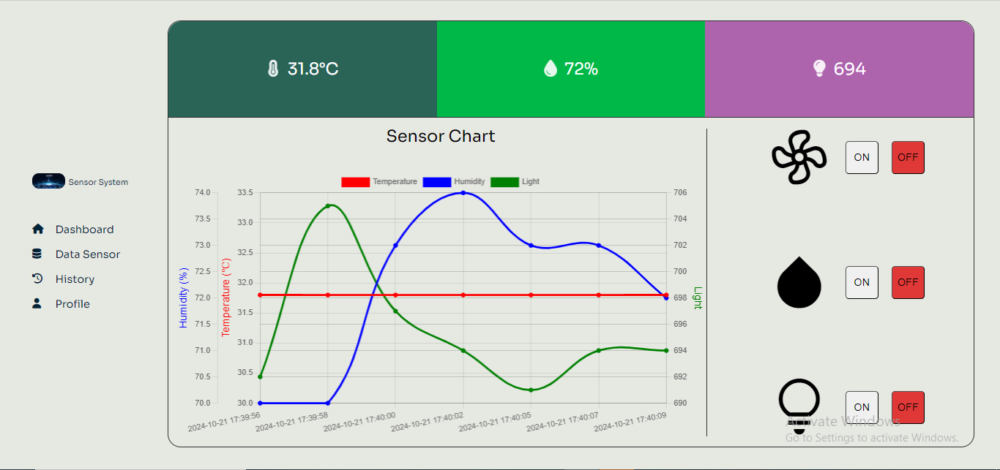 31.8°C
72%
694
Sensor System
Dashboard
Data Sensor
History
Profile
Sensor Chart
Temperature Humidity Light
Humidity (%)
74.0
73.5
73.0
72.5
72.0
71.5
71.0
70.5
70.0
Temperature (°C)
33.5
33.0
32.5
32.0
31.5
31.0
30.5
30.0
706
704
702
700
698
696
694
692
690
Light
2024-10-21 17:39:56
2024-10-21 17:39:58
2024-10-21 17:40:00
2024-10-21 17:40:02
2024-10-21 17:40:05
2024-10-21 17:40:07
2024-10-21 17:40:09
ON OFF
ON OFF
ON OFF
Activate Windows
Go to Settings to activate Windows.